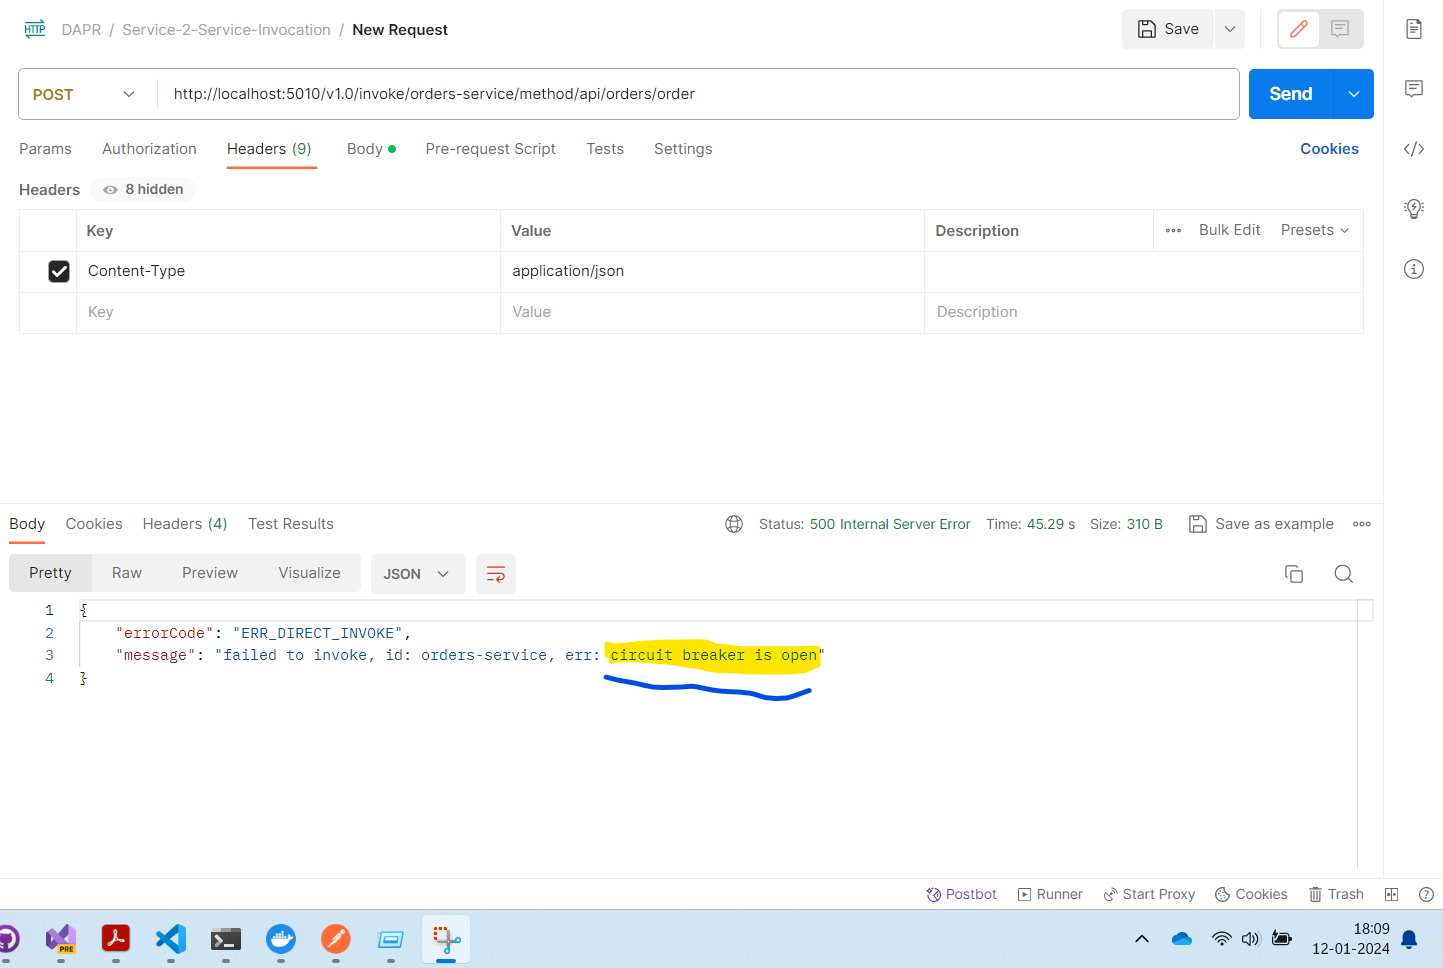 HTTP DAPR / Service-2-Service-Invocation / New Request Save
POST http://localhost:5010/v1.0/invoke/orders-service/method/api/orders/order Send
Params Authorization Headers (9) Body Pre-request Script Tests Settings Cookies
Headers 8 hidden
Key Value Description Bulk Edit Presets
Content-Type application/json
Key Value Description
Body Cookies Headers (4) Test Results Status: 500 Internal Server Error Time: 45.29 s Size: 310 B Save as example
Pretty Raw Preview Visualize JSON
1 {
2 "errorCode": "ERR_DIRECT_INVOKE",
3 "message": "failed to invoke, id: orders-service, err: circuit breaker is open"
4 }
Postbot Runner Start Proxy Cookies Trash
PRE
18:09
12-01-2024